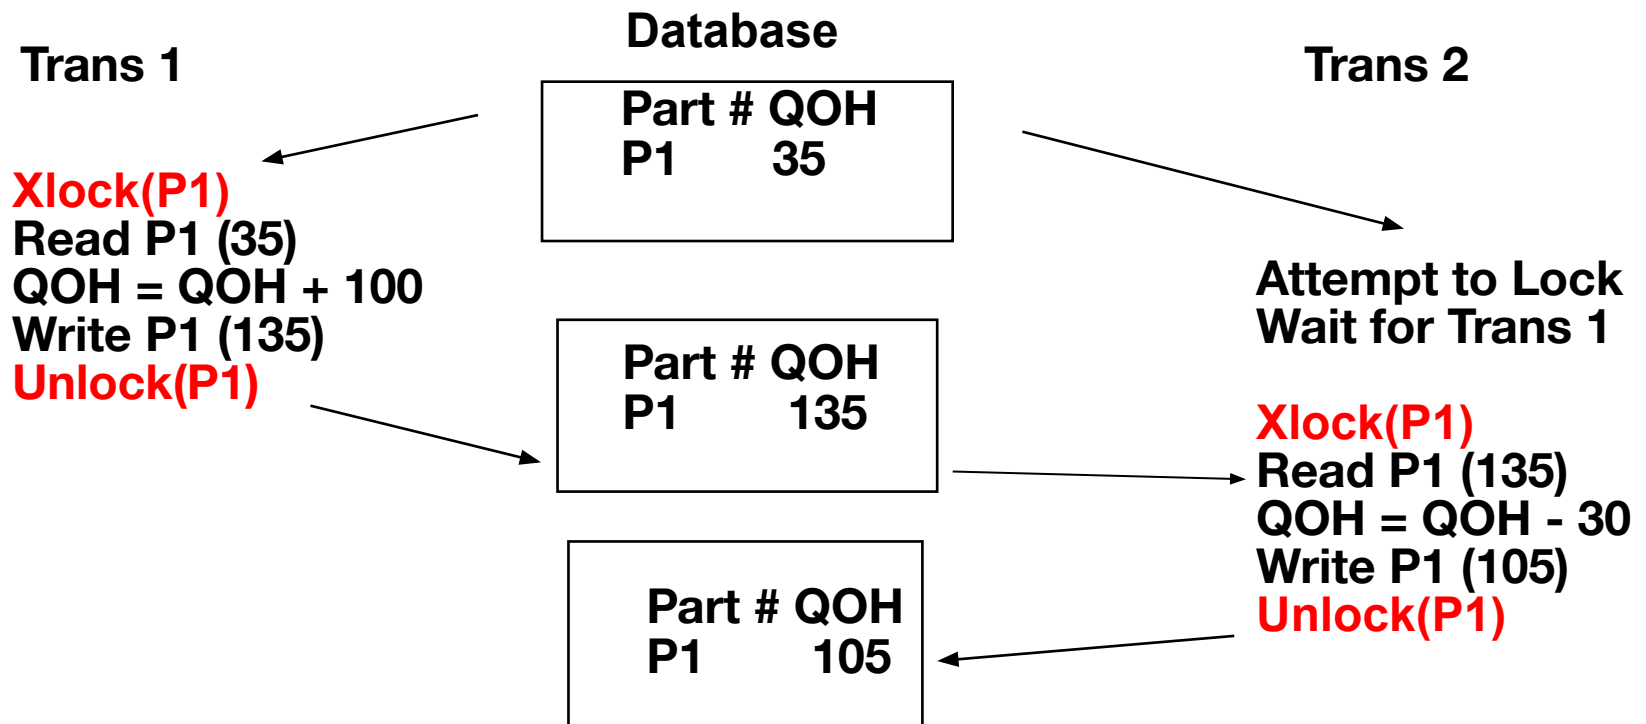 Database
Trans 1
Trans 2
Part # QOH
P1 35
Xlock(P1)
Read P1 (35)
QOH = QOH + 100
Write P1 (135)
Unlock(P1)
Attempt to Lock
Wait for Trans 1
Part # QOH
P1 135
Xlock(P1)
Read P1 (135)
QOH = QOH - 30
Write P1 (105)
Unlock(P1)
Part # QOH
P1 105